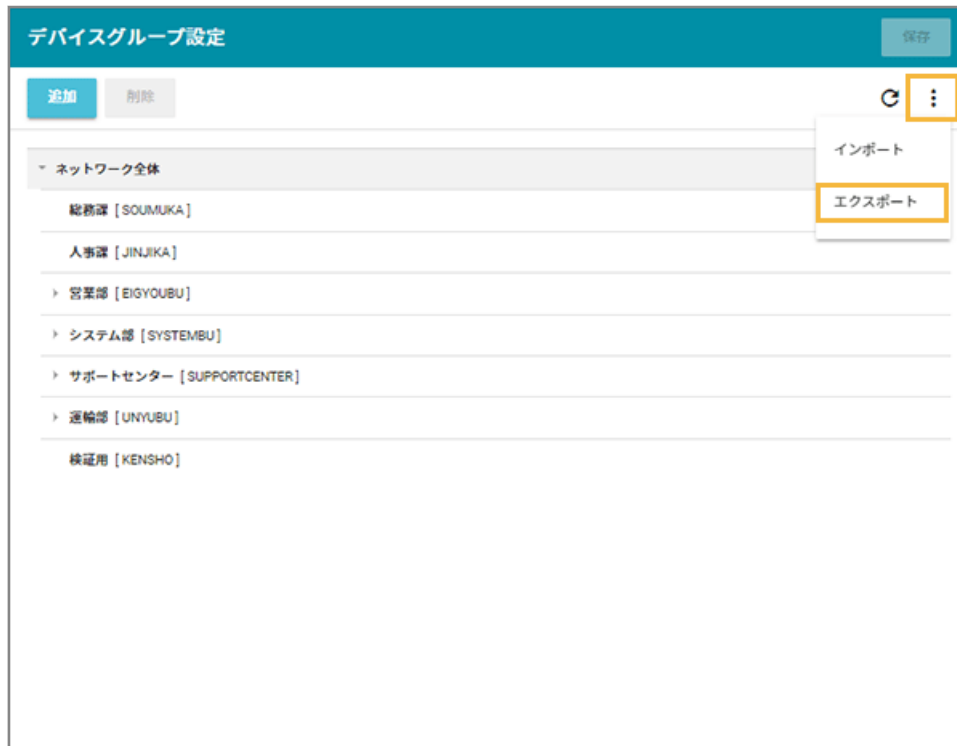 デバイスグループ設定
保存
追加
削除
インポート
エクスポート
ネットワーク全体
総務課 [ SOUMUKA ]
人事課 [ JINJIKA ]
営業部 [ EIGYOUBU ]
システム部 [ SYSTEMBU ]
サポートセンター [ SUPPORTCENTER ]
運輸部 [ UNYUBU ]
検証用 [ KENSHO ]